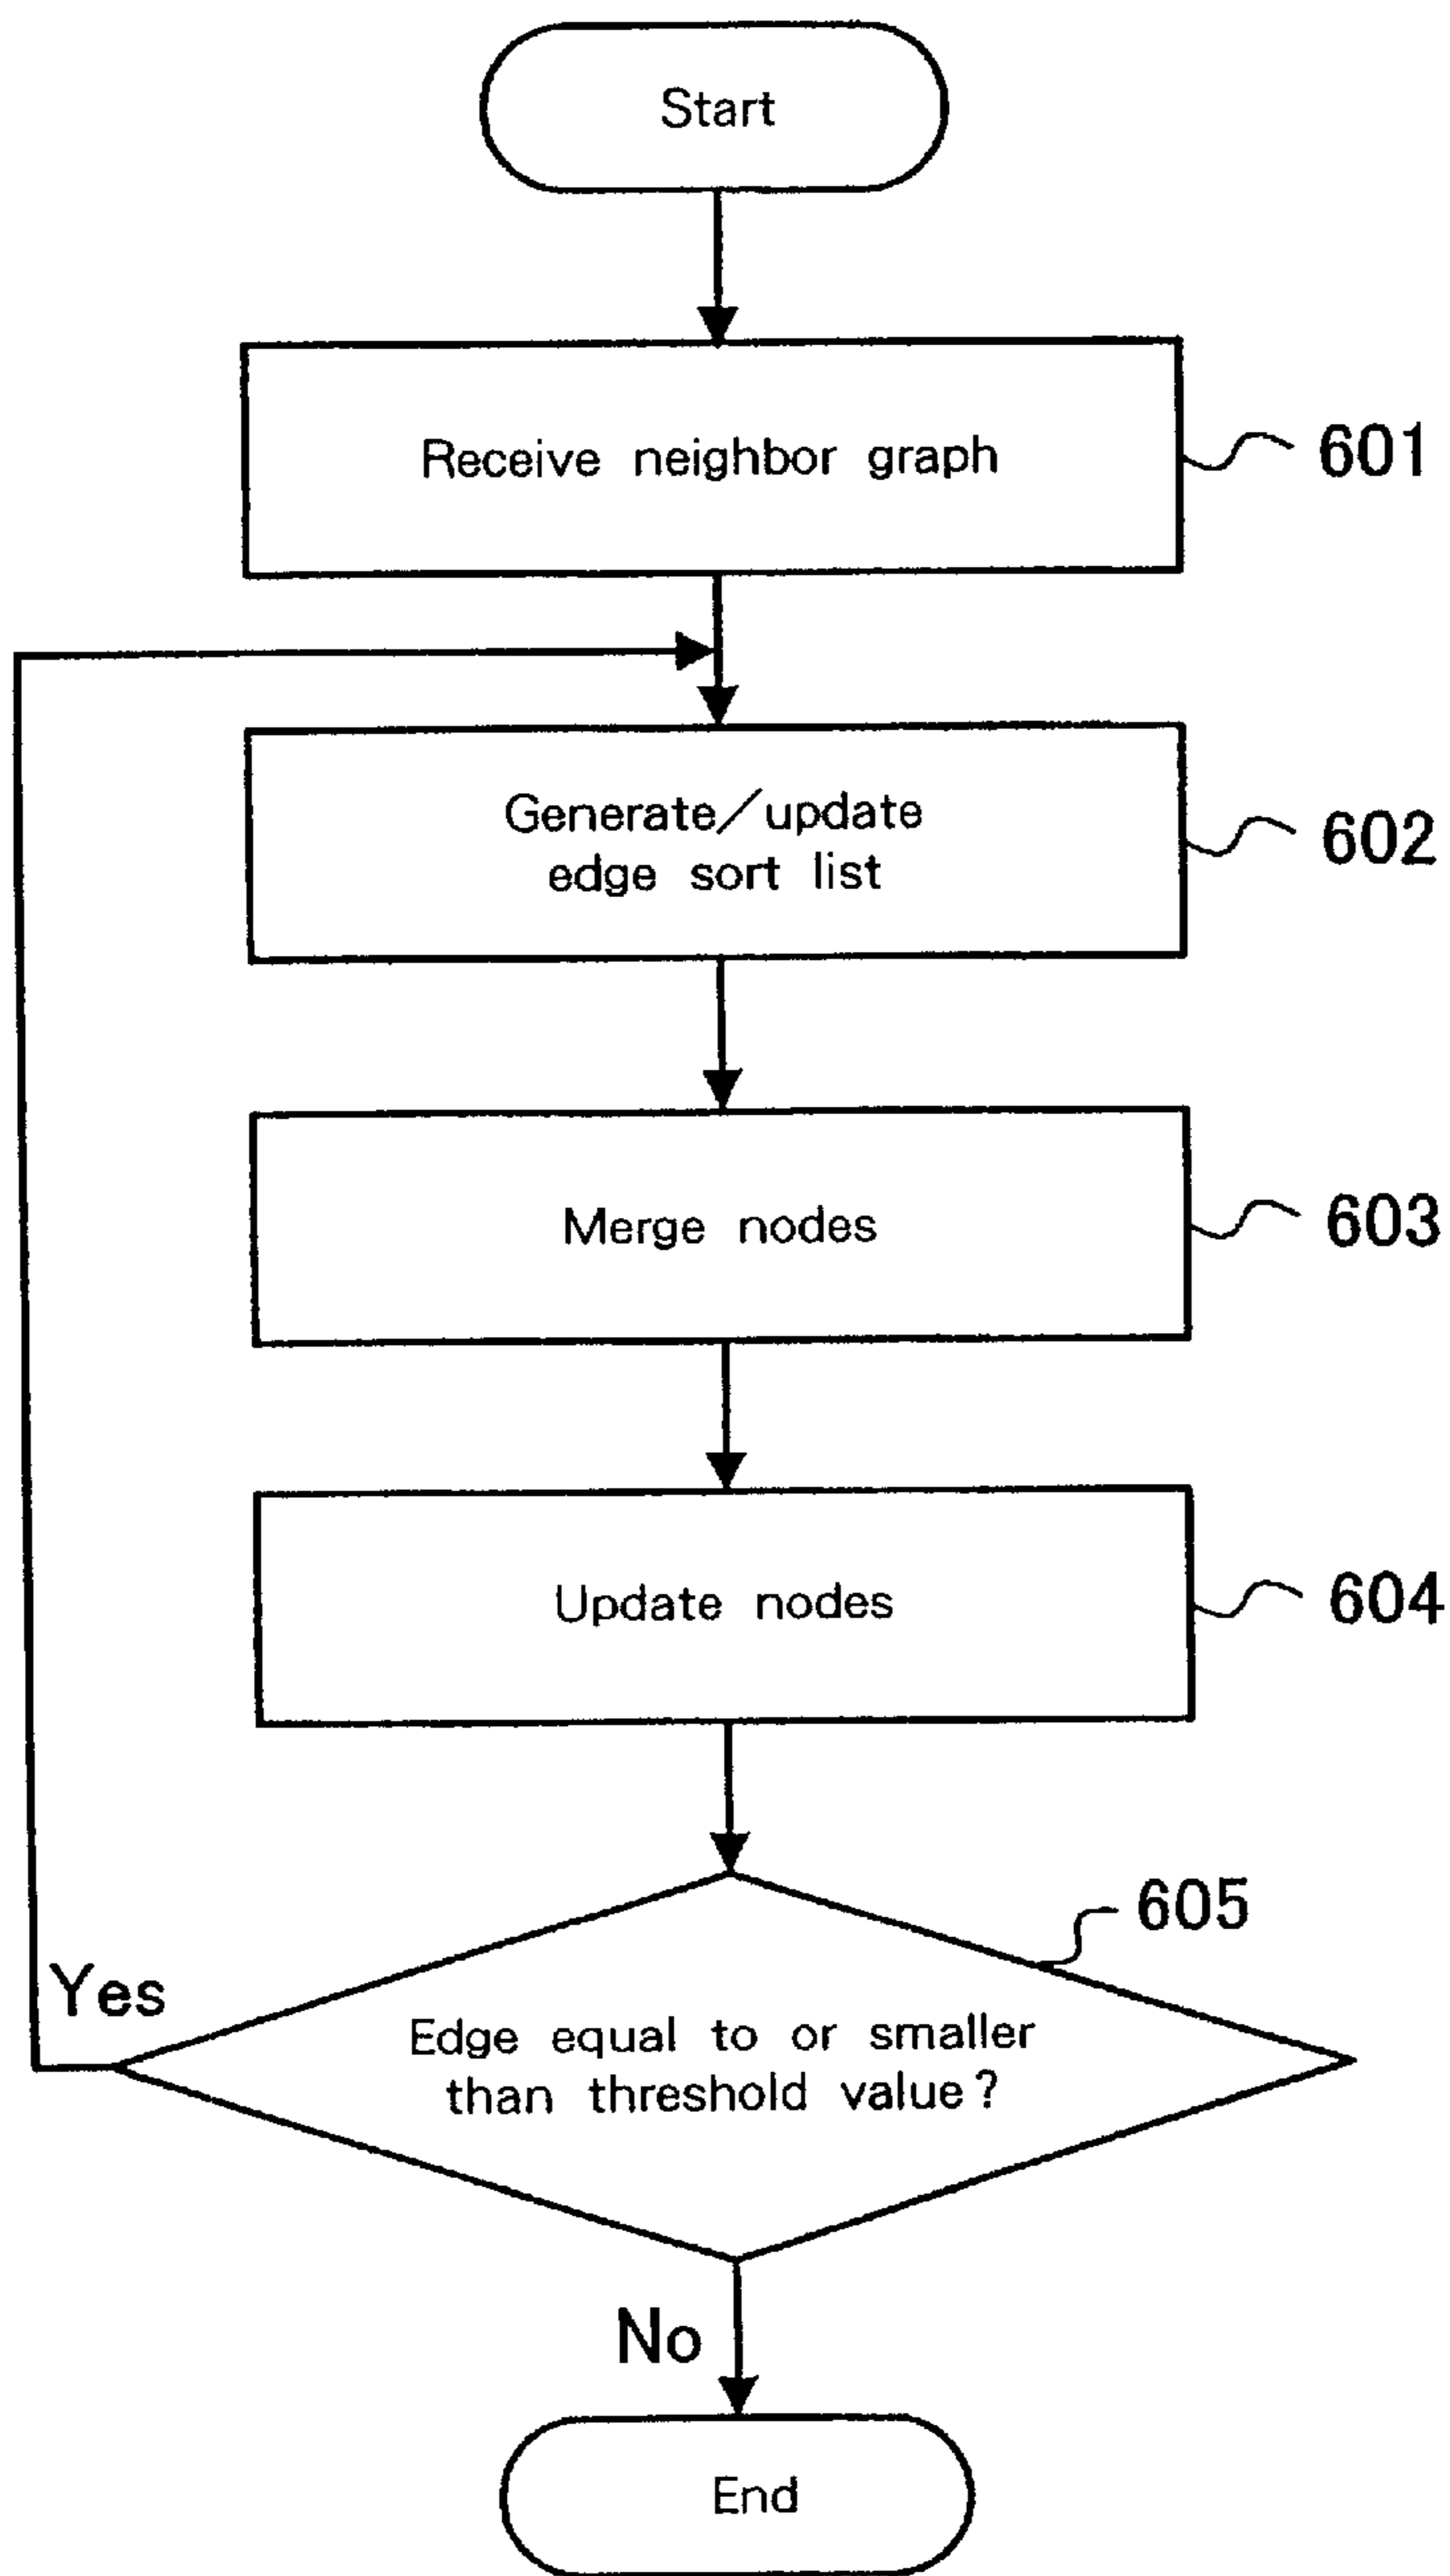 Start
Receive neighbor graph
601
Generate/update
edge sort list
602
Merge nodes
603
Update nodes
604
605
Yes
Edge equal to or smaller
than threshold value?
No
End